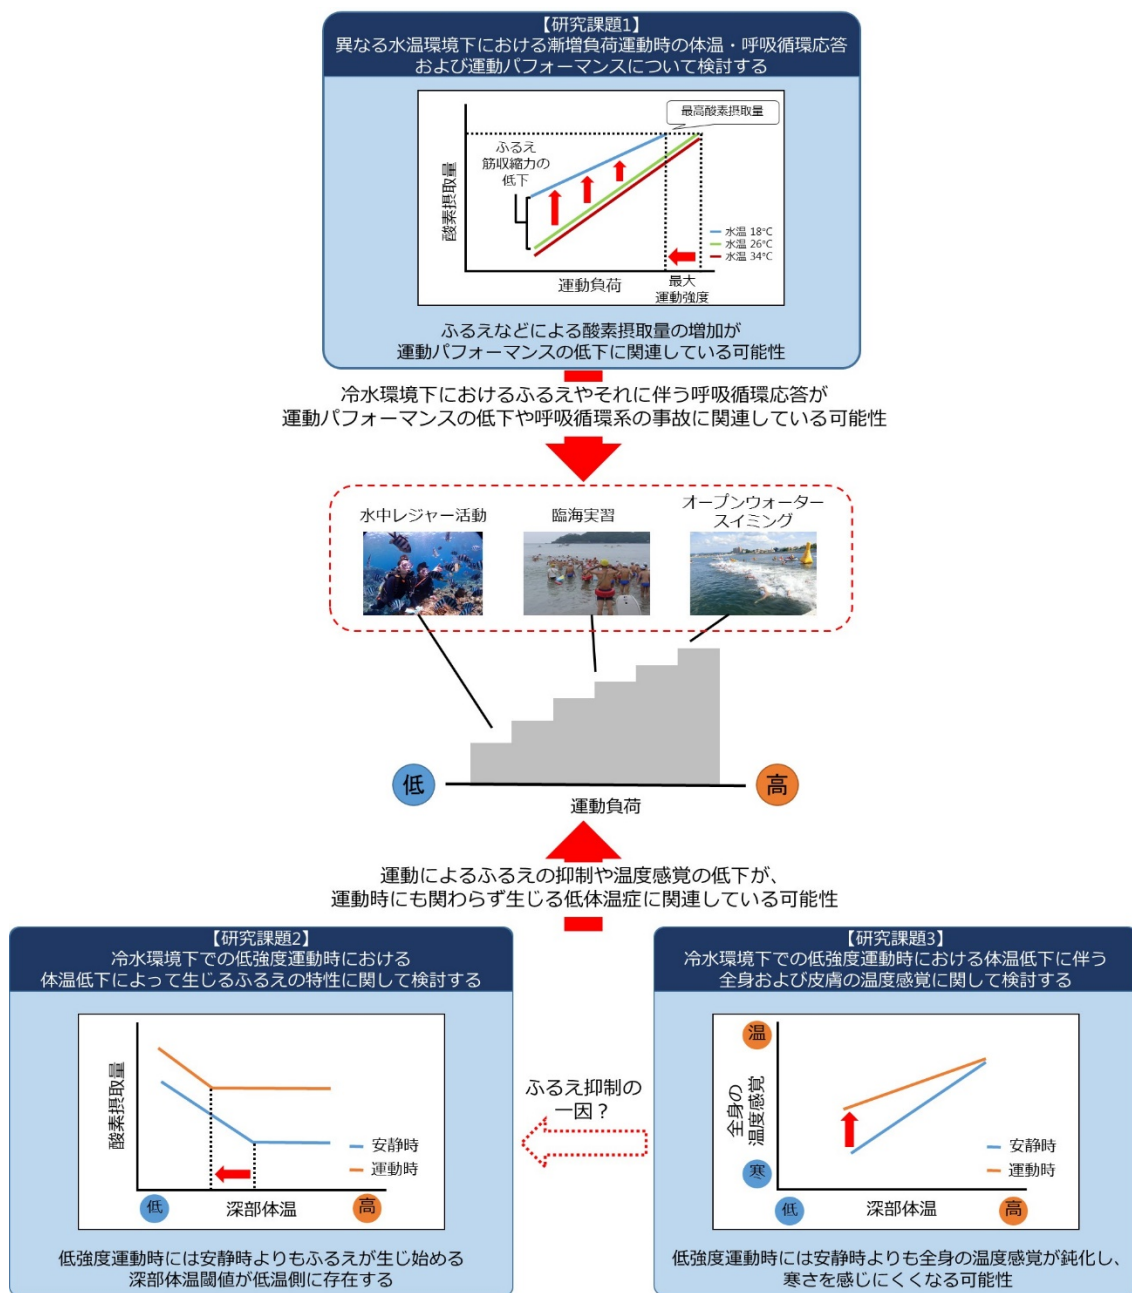 【研究課題1】
異なる水温環境下における漸増負荷運動時の体温・呼吸循環応答
および運動パフォーマンスについて検討する
最高酸素摂取量
ふるえ
筋収縮力の
低下
酸素摂取量
水温 18℃
水温 26℃
水温 34℃
運動負荷
最大
運動強度
ふるえなどによる酸素摂取量の増加が
運動パフォーマンスの低下に関連している可能性
冷水環境下におけるふるえやそれに伴う呼吸循環応答が
運動パフォーマンスの低下や呼吸循環系の事故に関連している可能性
水中レジャー活動
臨海実習
オープンウォーター
スイミング
低
高
運動負荷
運動によるふるえの抑制や温度感覚の低下が、
運動時にも関わらず生じる低体温症に関連している可能性
【研究課題2】
冷水環境下での低強度運動時における
体温低下によって生じるふるえの特性に関して検討する
酸素摂取量
安静時
運動時
低
深部体温
高
低強度運動時には安静時よりもふるえが生じ始める
深部体温閾値が低温側に存在する
ふるえ抑制の
一因？
【研究課題3】
冷水環境下での低強度運動時における体温低下に伴う
全身および皮膚の温度感覚に関して検討する
温
全身の
温度感覚
寒
安静時
運動時
低
深部体温
高
低強度運動時には安静時よりも全身の温度感覚が鈍化し、
寒さを感じにくくなる可能性